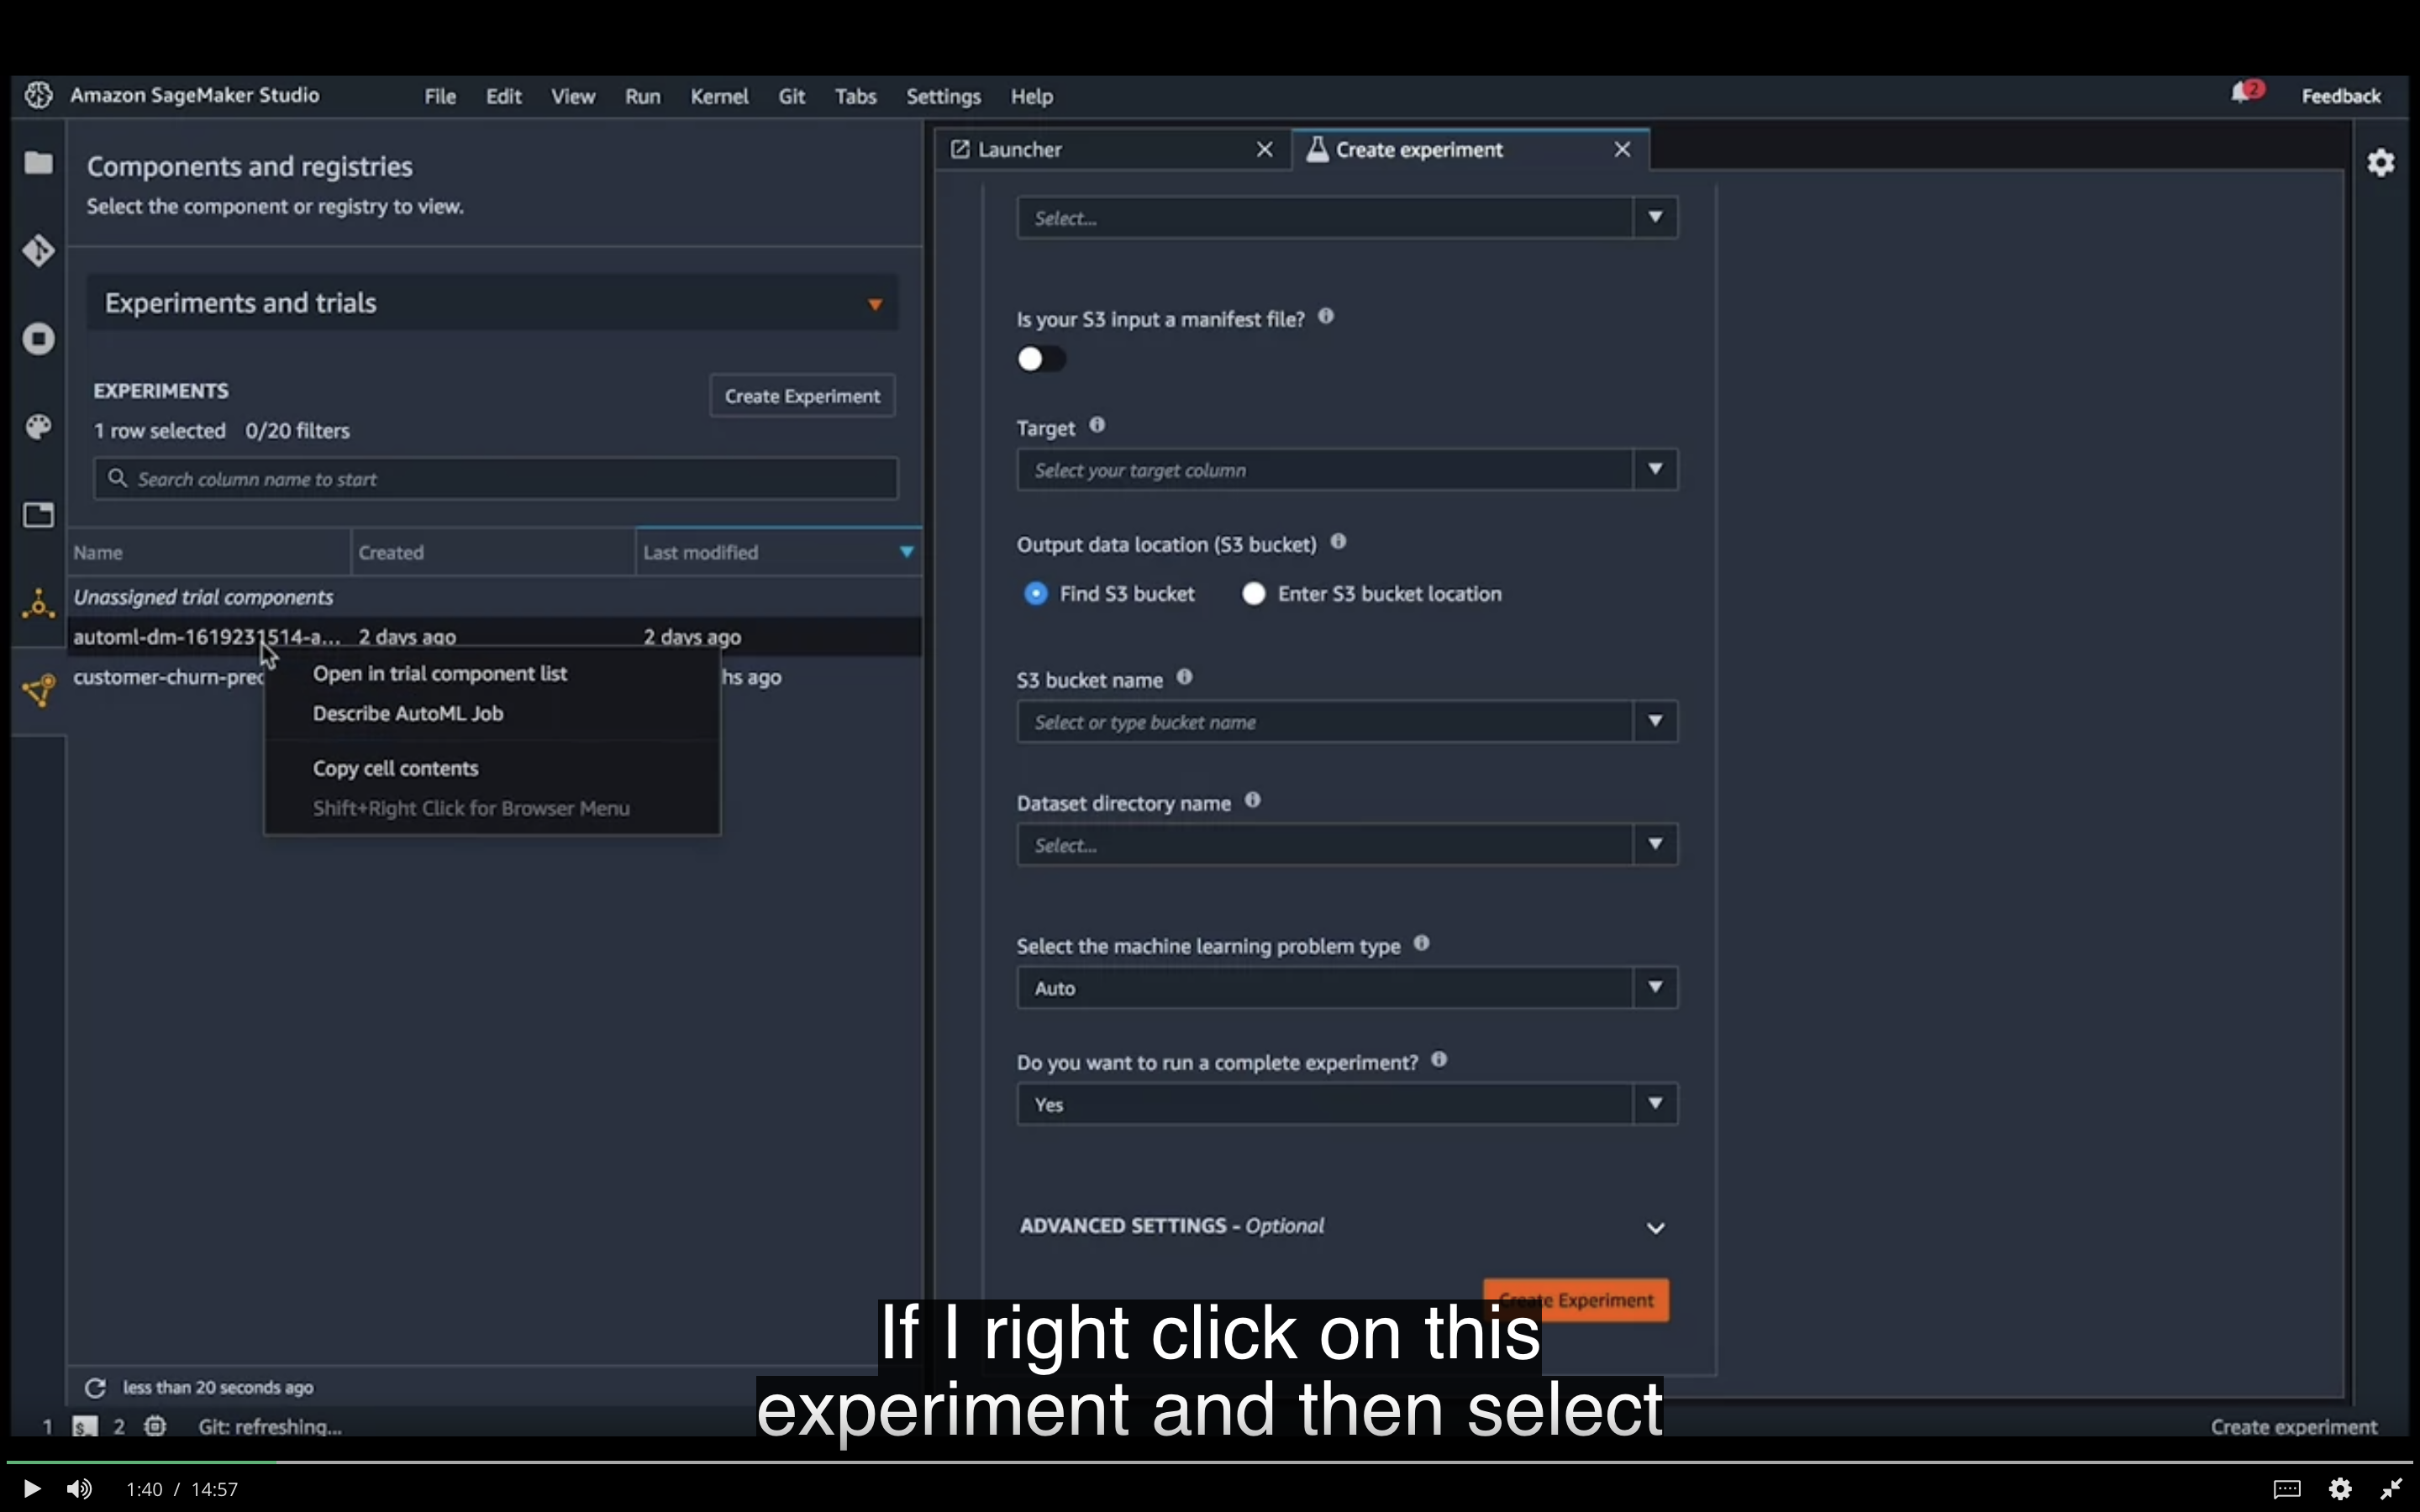 Amazon SageMaker Studio File Edit View Run Kernel Git Tabs Settings Help 2 Feedback
Components and registries
Select the component or registry to view.
Experiments and trials
EXPERIMENTS
Create Experiment
1 row selected 0/20 filters
Search column name to start
Name Created Last modified
Unassigned trial components
automl-dm-1619231514-a... 2 days ago 2 days ago
customer-churn-prec hs ago
Open in trial component list
Describe AutoML Job
Copy cell contents
Shift+Right Click for Browser Menu
less than 20 seconds ago
Launcher Create experiment
Select...
Is your S3 input a manifest file?
Target
Select your target column
Output data location (S3 bucket)
Find S3 bucket Enter S3 bucket location
S3 bucket name
Select or type bucket name
Dataset directory name
Select...
Select the machine learning problem type
Auto
Do you want to run a complete experiment?
Yes
ADVANCED SETTINGS - Optional
Create Experiment
If I right click on this
experiment and then select
1 $_ 2 Git: refreshing... Create experiment
1:40 / 14:57